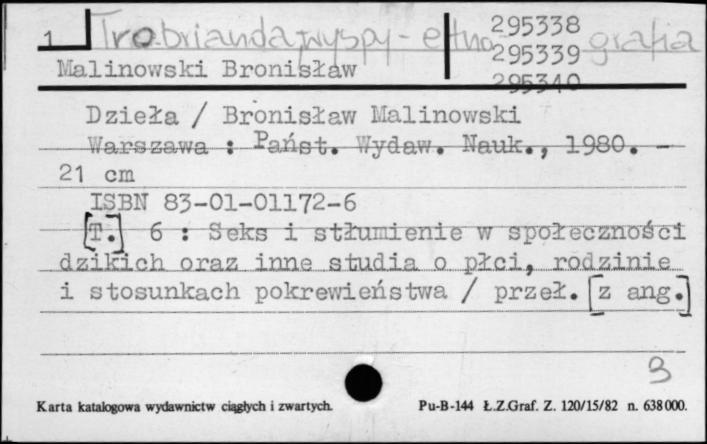 1 Trobrianda, wyspy - etnografia
295338
295339
295340
Malinowski Bronisław
Dzieła / Bronisław Malinowski
Warszawa : Państ. Wydaw. Nauk., 1980. -
21 cm
ISBN 83-01-01172-6
[T.] 6 : Seks i stłumienie w społeczności
dzikich oraz inne studia o płci, rodzinie
i stosunkach pokrewieństwa / przeł. [z ang.]
3
Karta katalogowa wydawnictw ciągłych i zwartych. Pu-B-144 Ł.Z.Graf. Z. 120/15/82 n. 638000.